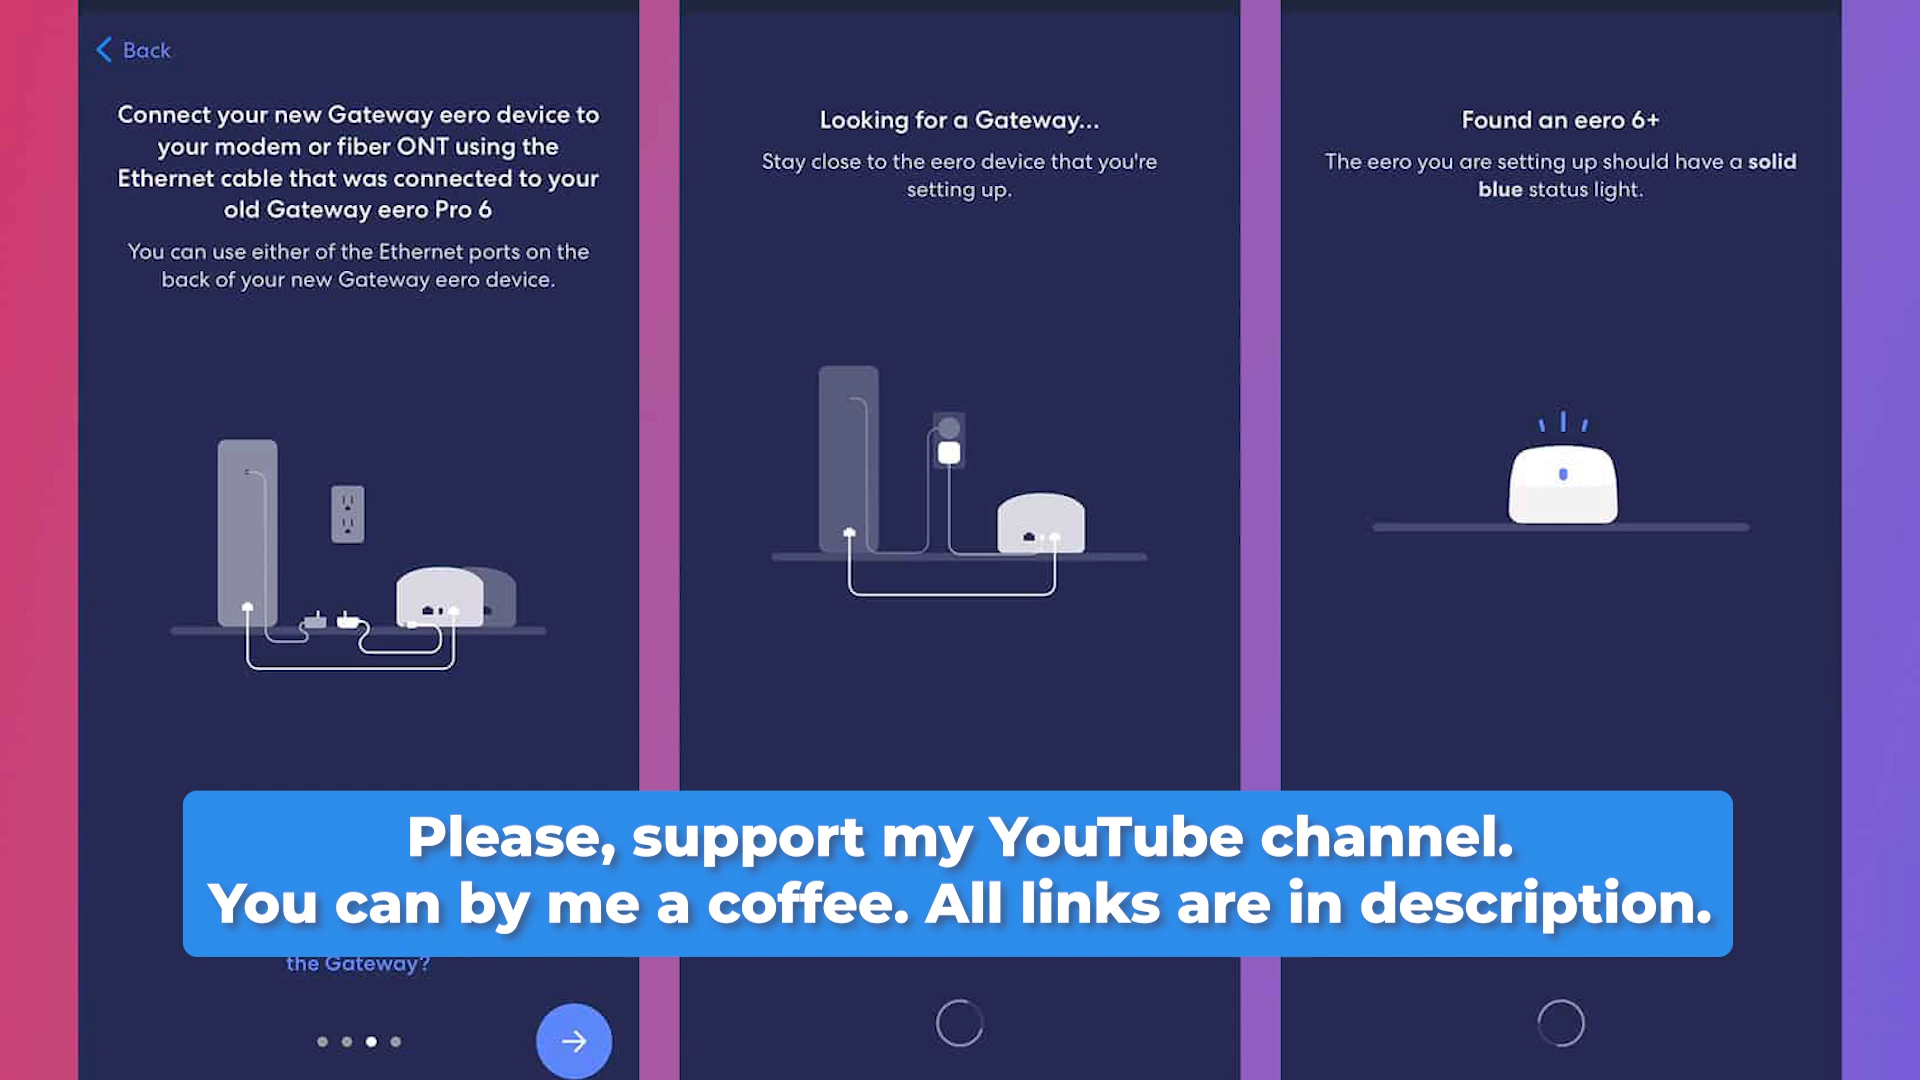 Back
Connect your new Gateway eero device to
your modem or fiber ONT using the
Ethernet cable that was connected to your
old Gateway eero Pro 6
You can use either of the Ethernet ports on the
back of your new Gateway eero device.
Looking for a Gateway...
Stay close to the eero device that you're
setting up.
Found an eero 6+
The eero you are setting up should have a solid
blue status light.
Please, support my YouTube channel.
You can by me a coffee. All links are in description.
the Gateway?